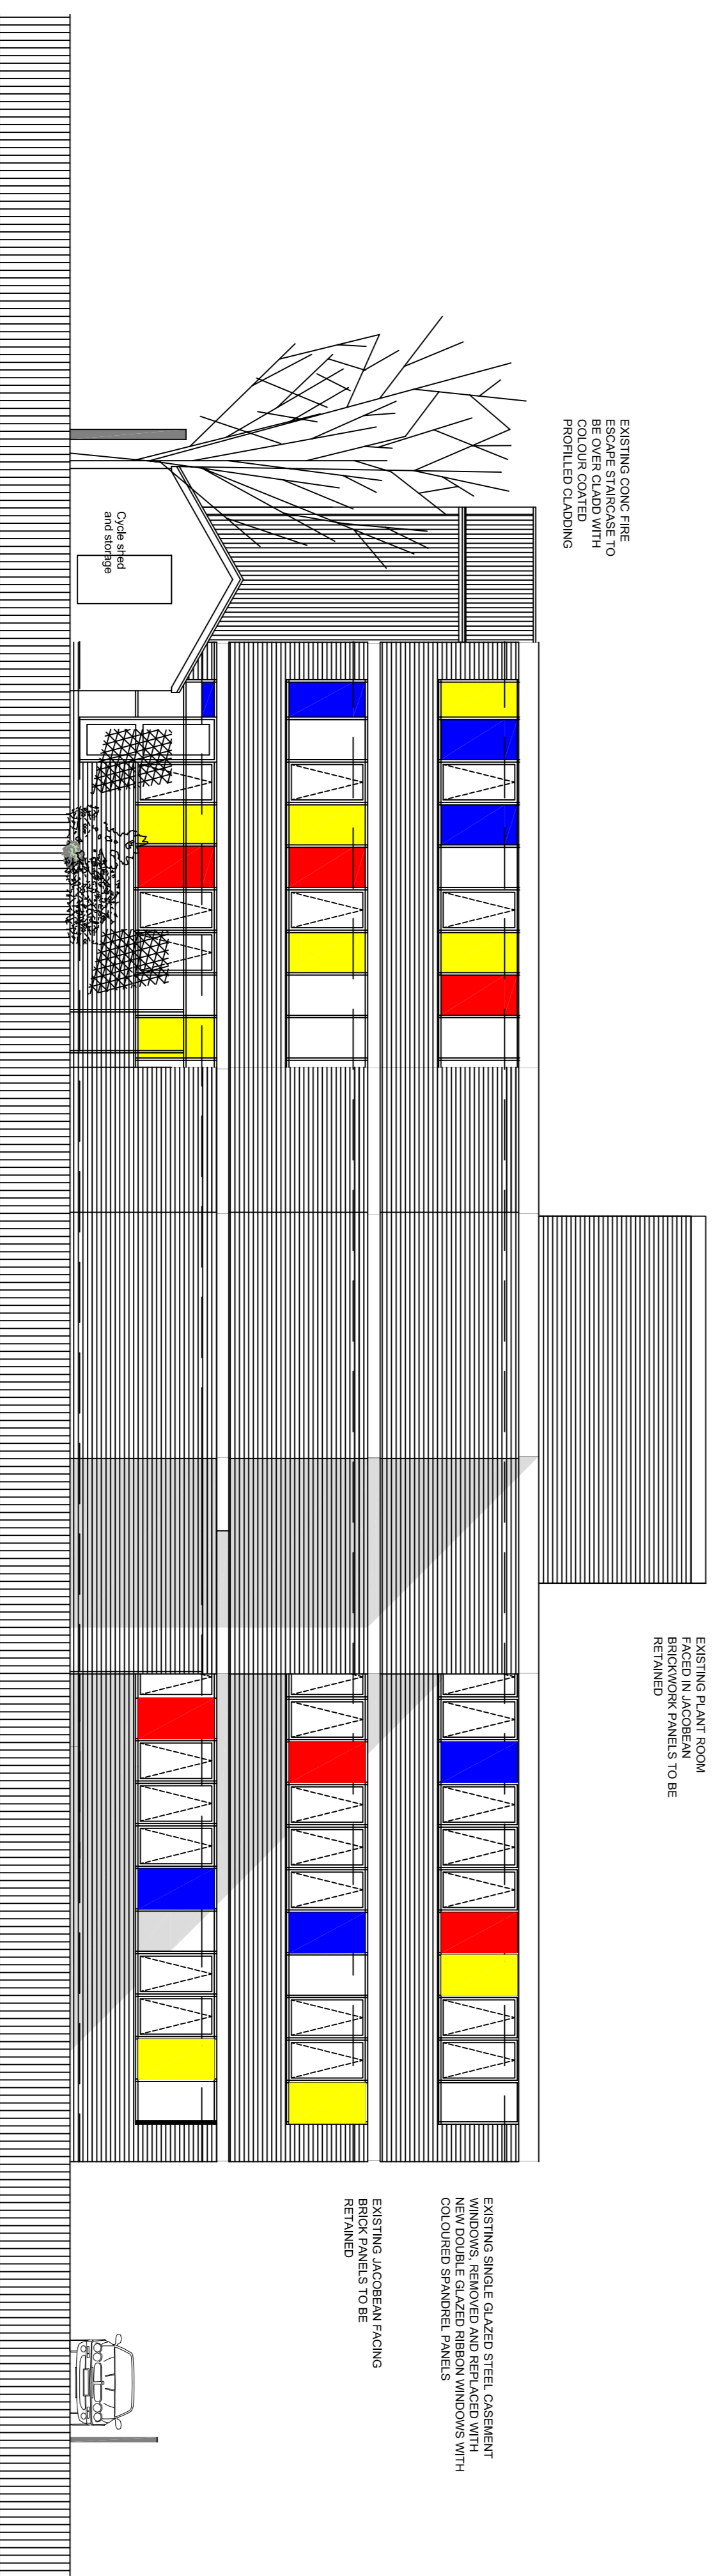 EXISTING CONC FIRE
ESCAPE STAIRCASE TO
BE OVER CLADD WITH
COLOUR COATED
PROFILLED CLADDING
Cycle shed
and storage
EXISTING PLANT ROOM
FACED IN JACOBEAN
BRICKWORK PANELS TO BE
RETAINED
EXISTING SINGLE GLAZED STEEL CASEMENT
WINDOWS, REMOVED AND REPLACED WITH
NEW DOUBLE GLAZED RIBBON WINDOWS WITH
COLOURED SPANDREL PANELS
EXISTING JACOBEAN FACING
BRICK PANELS TO BE
RETAINED